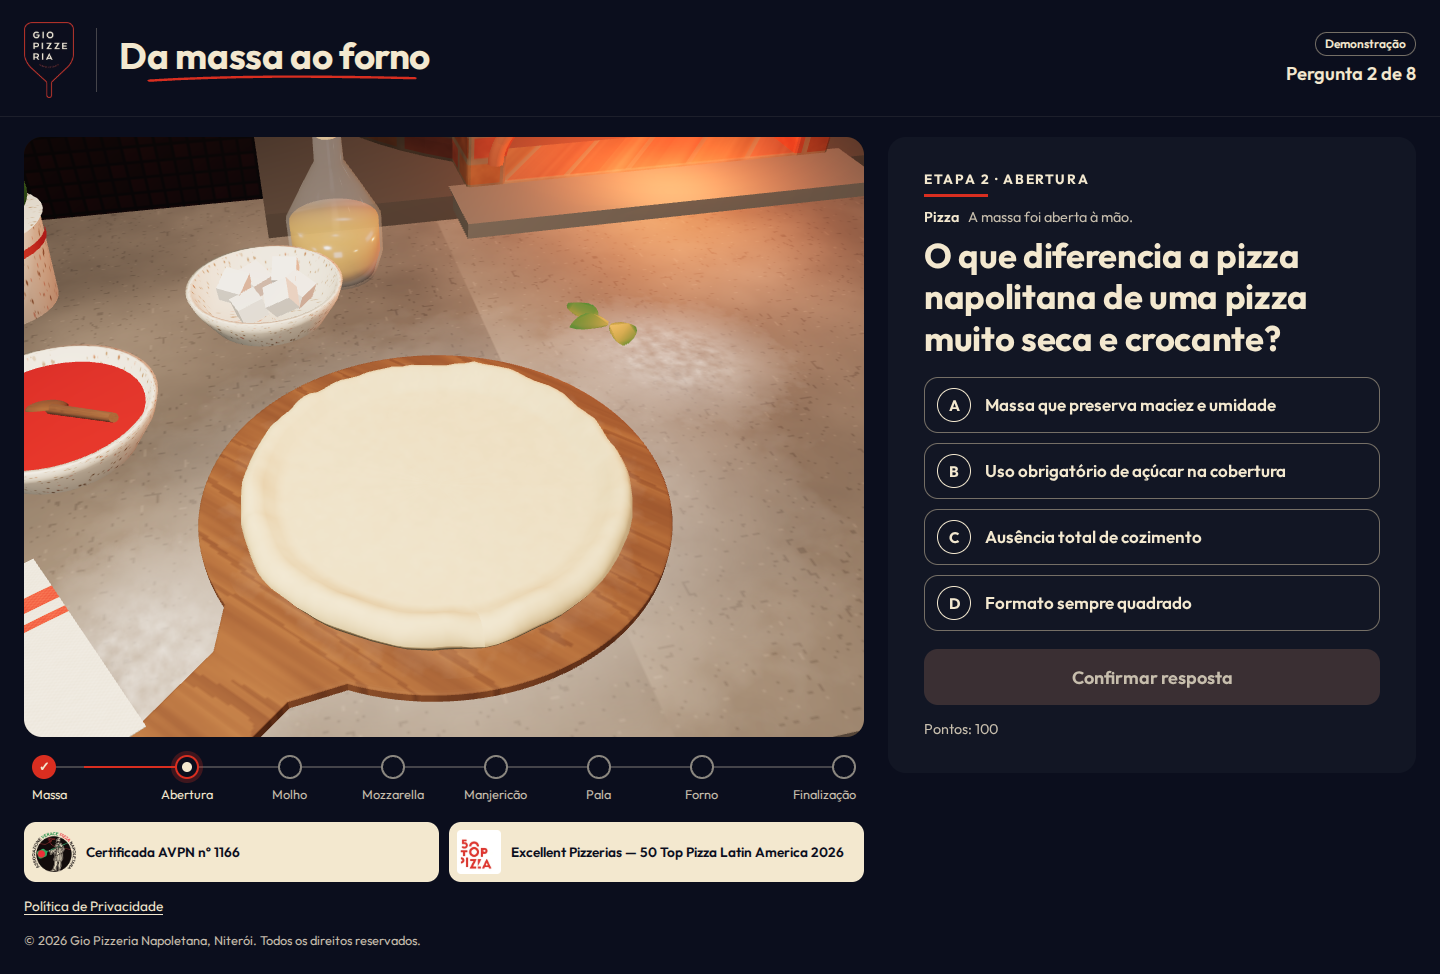 GIO
PIZZE
RIA
Da massa ao forno
Demonstração
Pergunta 2 de 8
ETAPA 2 · ABERTURA
Pizza A massa foi aberta à mão.
O que diferencia a pizza
napolitana de uma pizza
muito seca e crocante?
A Massa que preserva maciez e umidade
B Uso obrigatório de açúcar na cobertura
C Ausência total de cozimento
D Formato sempre quadrado
Confirmar resposta
Pontos: 100
Massa
Abertura
Molho
Mozzarella
Manjericão
Pala
Forno
Finalização
Certificada AVPN nº 1166
5
TOP
PIZZA
Excellent Pizzerias — 50 Top Pizza Latin America 2026
Política de Privacidade
© 2026 Gio Pizzeria Napoletana, Niterói. Todos os direitos reservados.